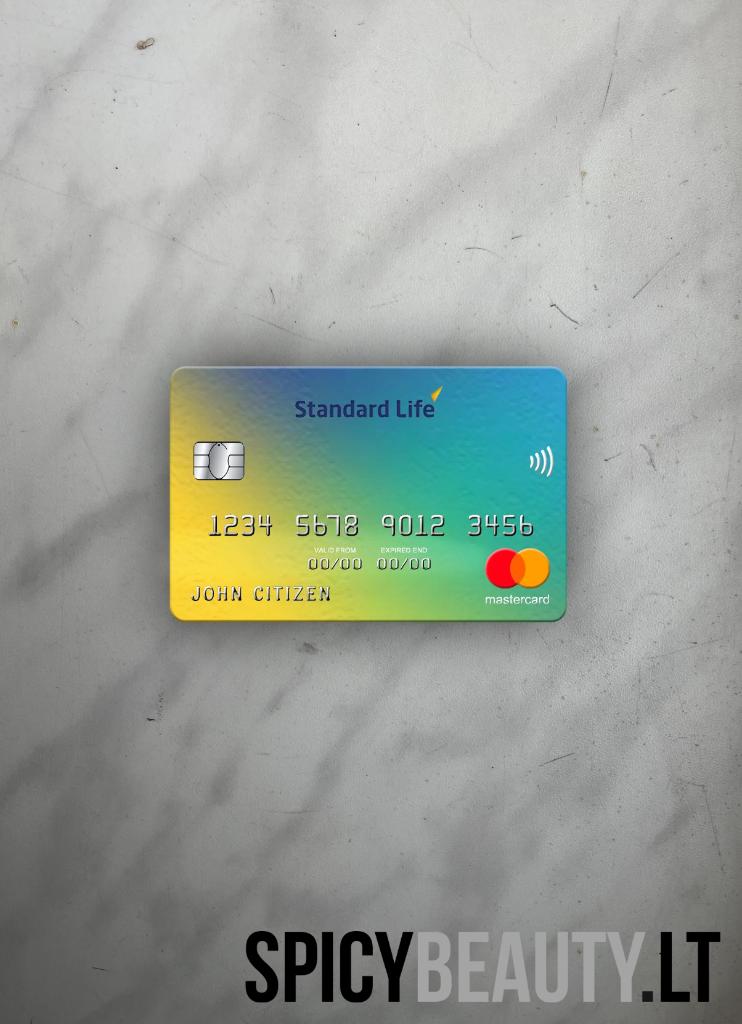 Standard Life
1234 5678 9012 3456
VALID FROM EXPIRED END
00/00 00/00
JOHN CITIZEN
mastercard
SPICYBEAUTY.LT